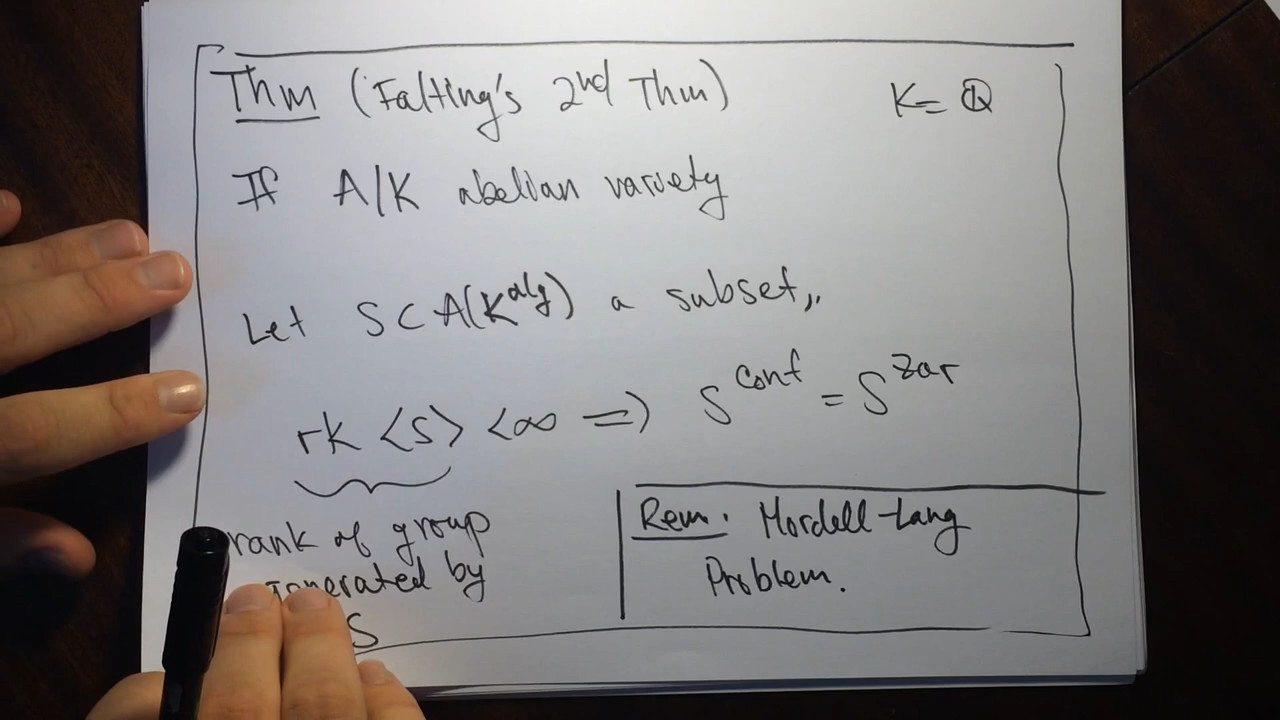 Thm (Falting's 2nd Thm) K = ℚ
If A/K abelian variety
Let S ⊂ A(K^alg) a subset,.
rk <S> < ∞ => S^Conf = S^Zar
rank of group
generated by
S
Rem. Mordell-Lang
Problem.